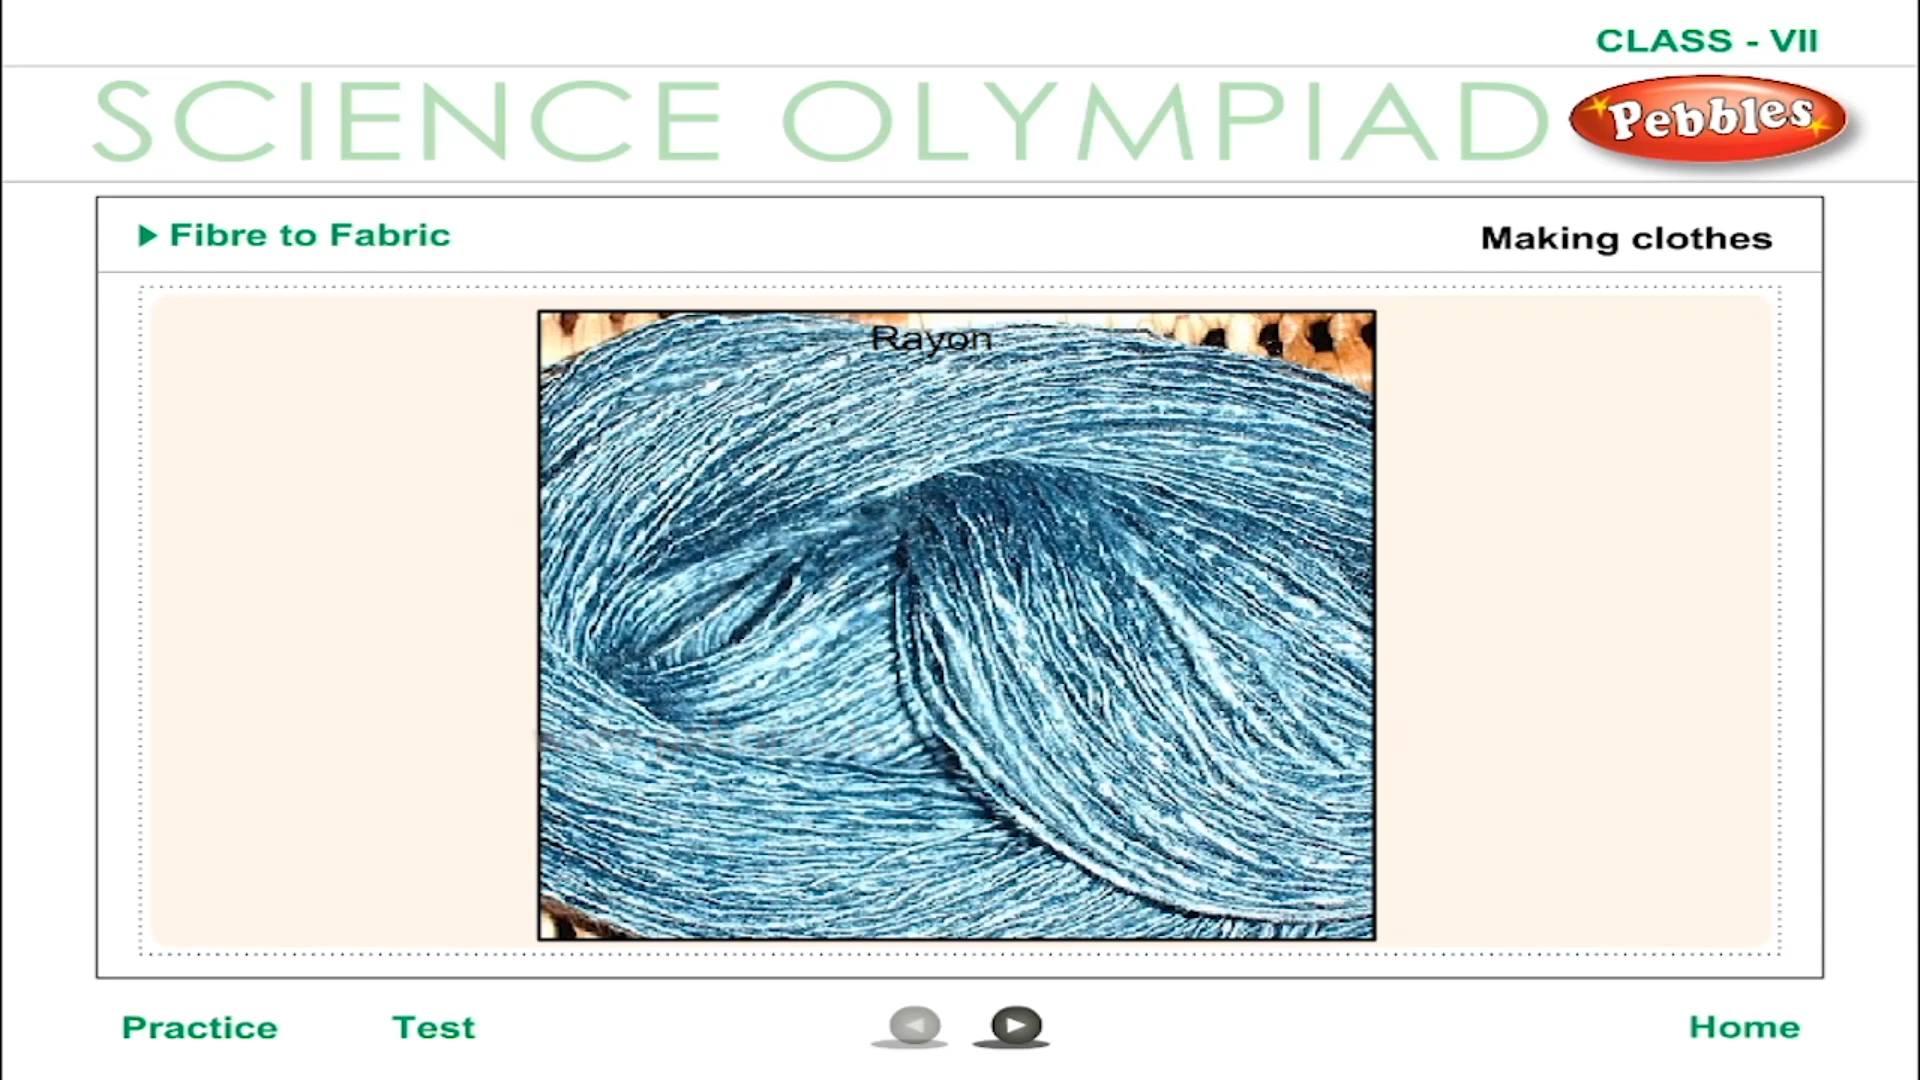 CLASS - VII
SCIENCE OLYMPIAD
Pebbles
Fibre to Fabric
Making clothes
Rayon
Practice
Test
Home